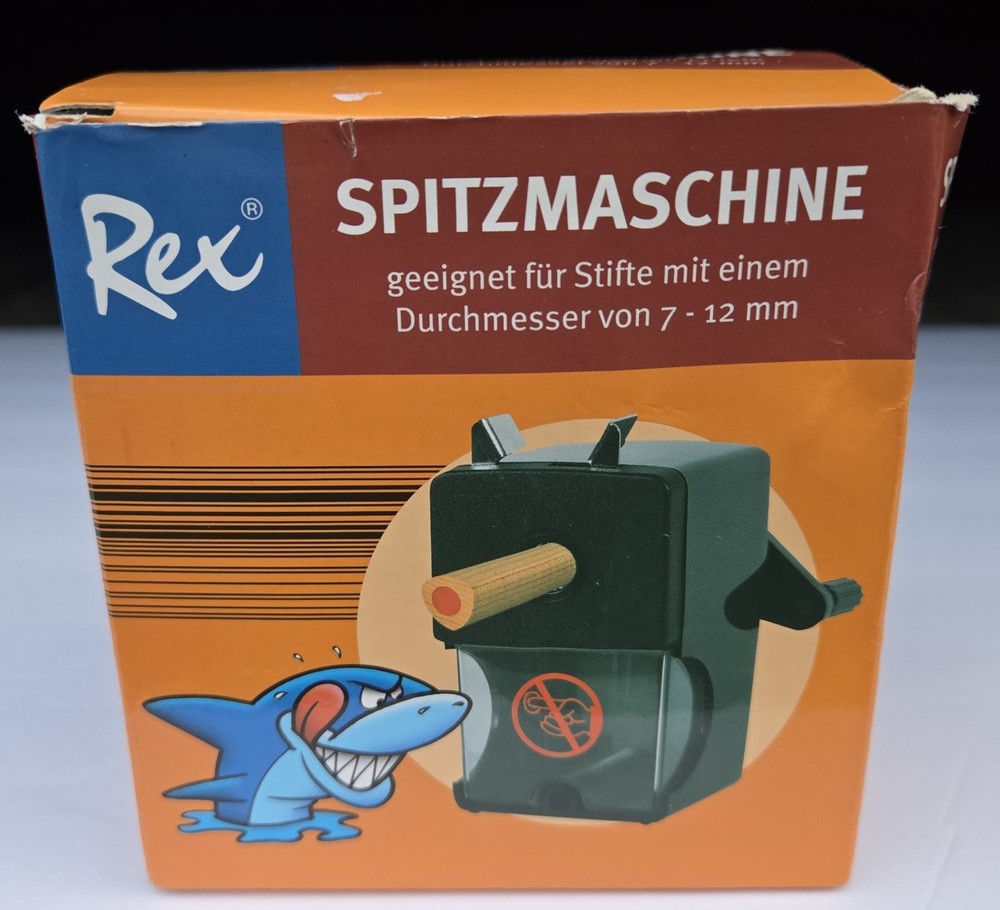 Rex®
SPITZMASCHINE
geeignet für Stifte mit einem
Durchmesser von 7 - 12 mm